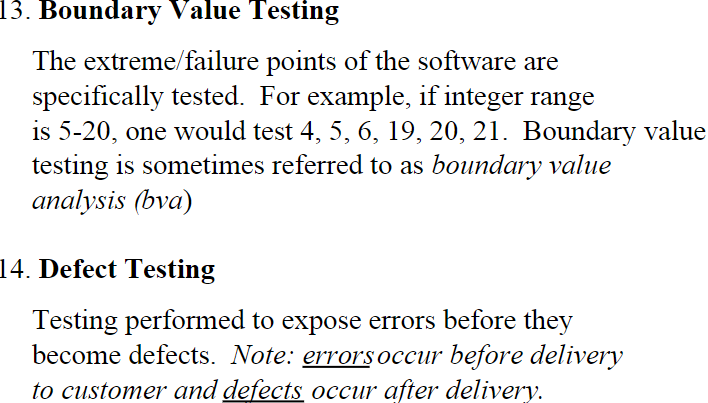 13. Boundary Value Testing
The extreme/failure points of the software are
specifically tested.  For example, if integer range
is 5-20, one would test 4, 5, 6, 19, 20, 21.  Boundary value
testing is sometimes referred to as boundary value
analysis (bva)
14. Defect Testing
Testing performed to expose errors before they
become defects.  Note: errors occur before delivery
to customer and defects occur after delivery.